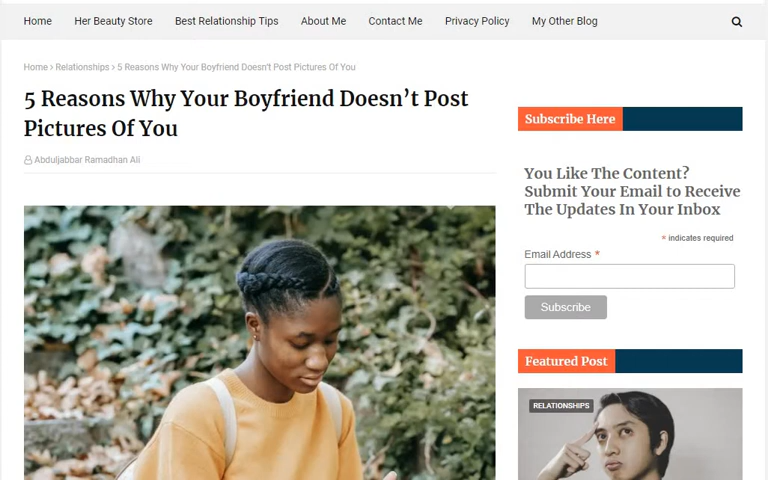 Home Her Beauty Store Best Relationship Tips About Me Contact Me Privacy Policy My Other Blog
Home > Relationships > 5 Reasons Why Your Boyfriend Doesn't Post Pictures Of You
5 Reasons Why Your Boyfriend Doesn’t Post
Pictures Of You
Abduljabbar Ramadhan Ali
Subscribe Here
You Like The Content?
Submit Your Email to Receive
The Updates In Your Inbox
* indicates required
Email Address *
Subscribe
Featured Post
RELATIONSHIPS